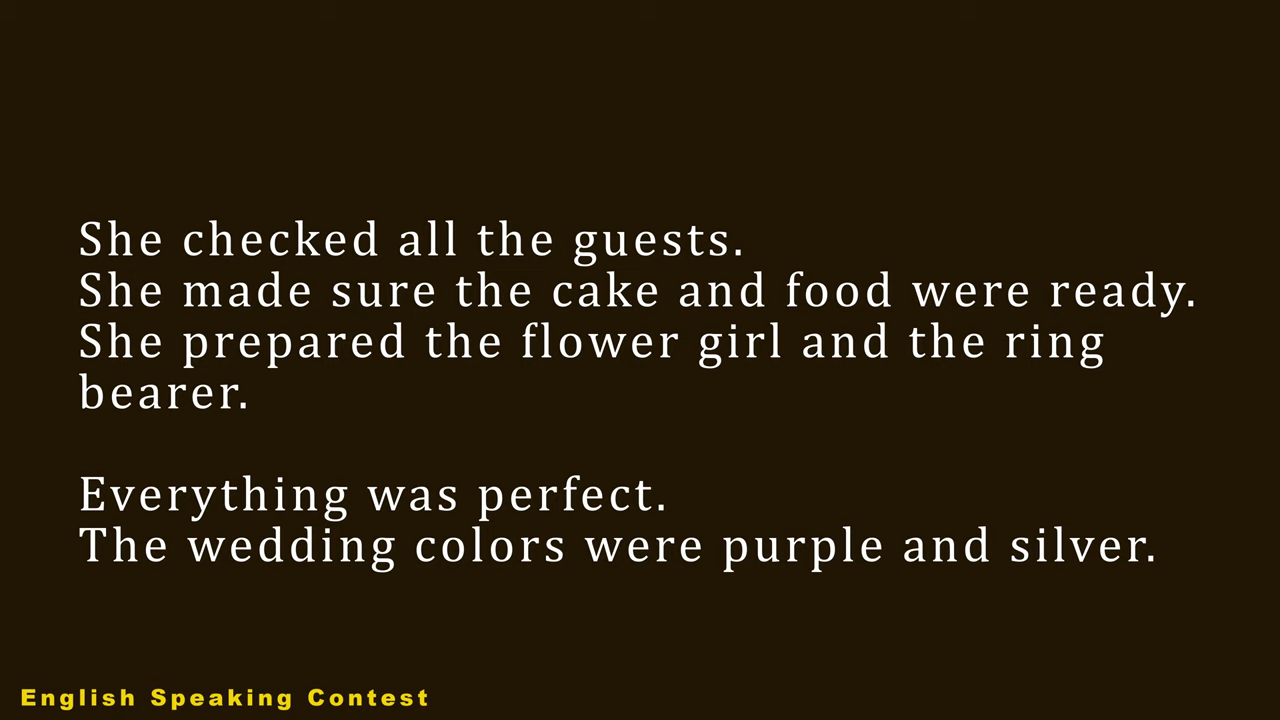 She checked all the guests.
She made sure the cake and food were ready.
She prepared the flower girl and the ring
bearer.
Everything was perfect.
The wedding colors were purple and silver.
English Speaking Contest